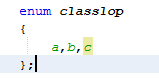 enum classlop
{
a,b,c
};